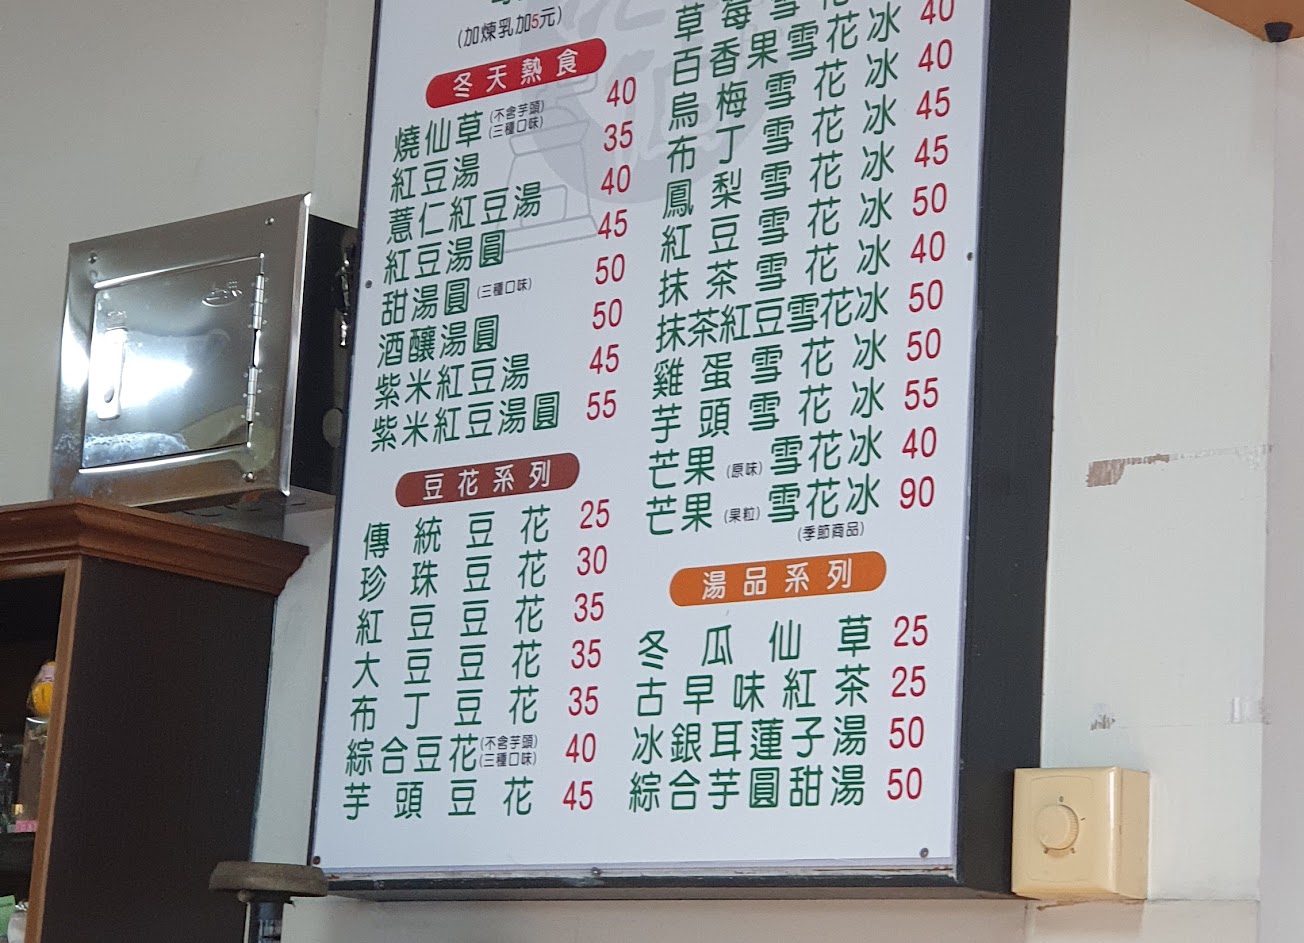 (加煉乳加5元)
冬天熱食
燒仙草(不含芋頭)(三種口味) 40
紅豆湯 35
薏仁紅豆湯 40
紅豆湯圓 45
甜湯圓(三種口味) 50
酒釀湯圓 50
紫米紅豆湯 45
紫米紅豆湯圓 55
豆花系列
傳統豆花 25
珍珠豆花 30
紅豆豆花 35
大豆豆花 35
布丁豆花 35
綜合豆花(不含芋頭)(三種口味) 40
芋頭豆花 45
草莓雪花
百香果雪花冰 40
烏梅雪花冰 40
布丁雪花冰 45
鳳梨雪花冰 45
紅豆雪花冰 50
抹茶雪花冰 40
抹茶紅豆雪花冰 50
雞蛋雪花冰 50
芋頭雪花冰 55
芒果(原味)雪花冰 40
芒果(果粒)雪花冰 90
(季節商品)
湯品系列
冬瓜仙草 25
古早味紅茶 25
冰銀耳蓮子湯 50
綜合芋圓甜湯 50